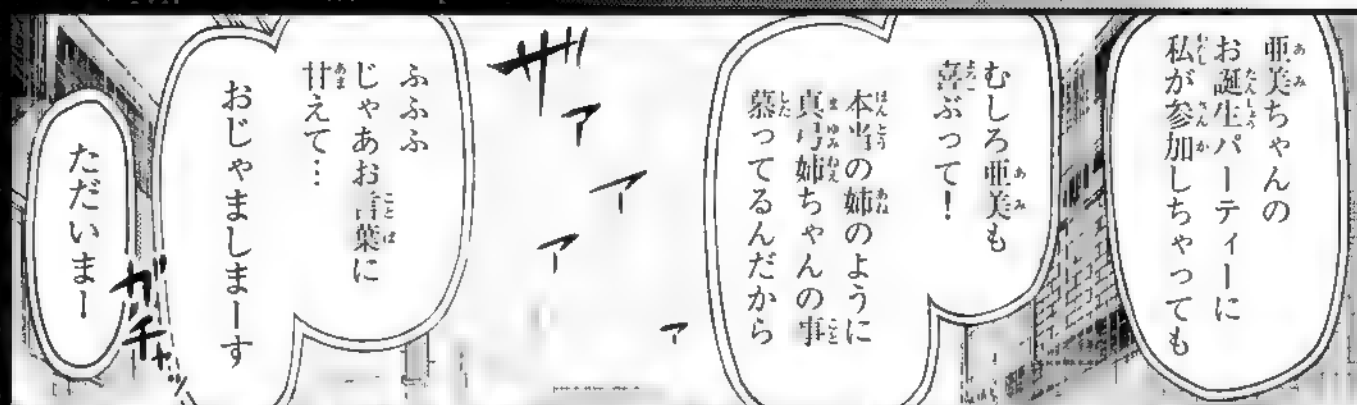 亜美ちゃんの
お誕生パーティーに
私が参加しちゃっても
むしろ亜美も
喜ぶって！
本当の姉のように
真弓姉ちゃんの事
慕ってるんだから
ザァァァァ
ふふふ
じゃあお言葉に
甘えて…
おじゃましまーす
ガチャッ
ただいまー